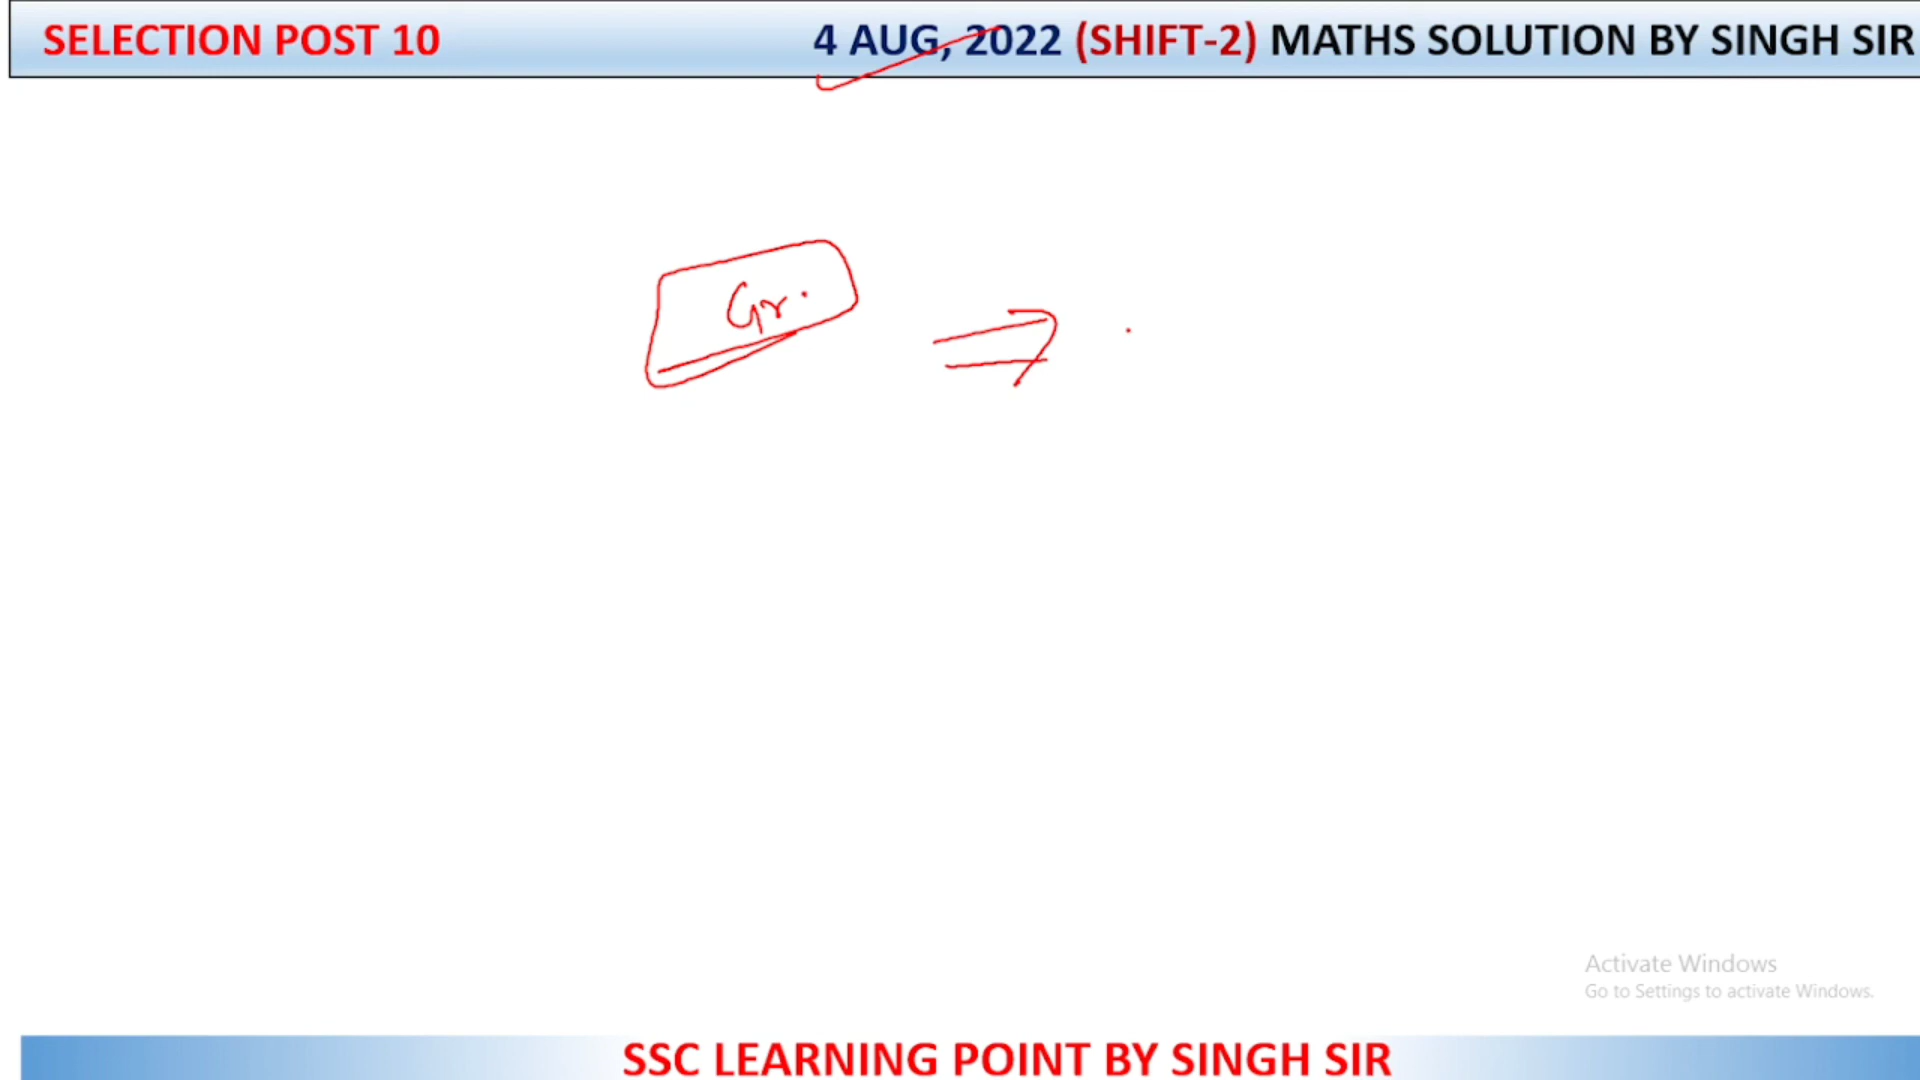 SELECTION POST 10 4 AUG, 2022 (SHIFT-2) MATHS SOLUTION BY SINGH SIR
Gr.
Activate Windows
Go to Settings to activate Windows.
SSC LEARNING POINT BY SINGH SIR